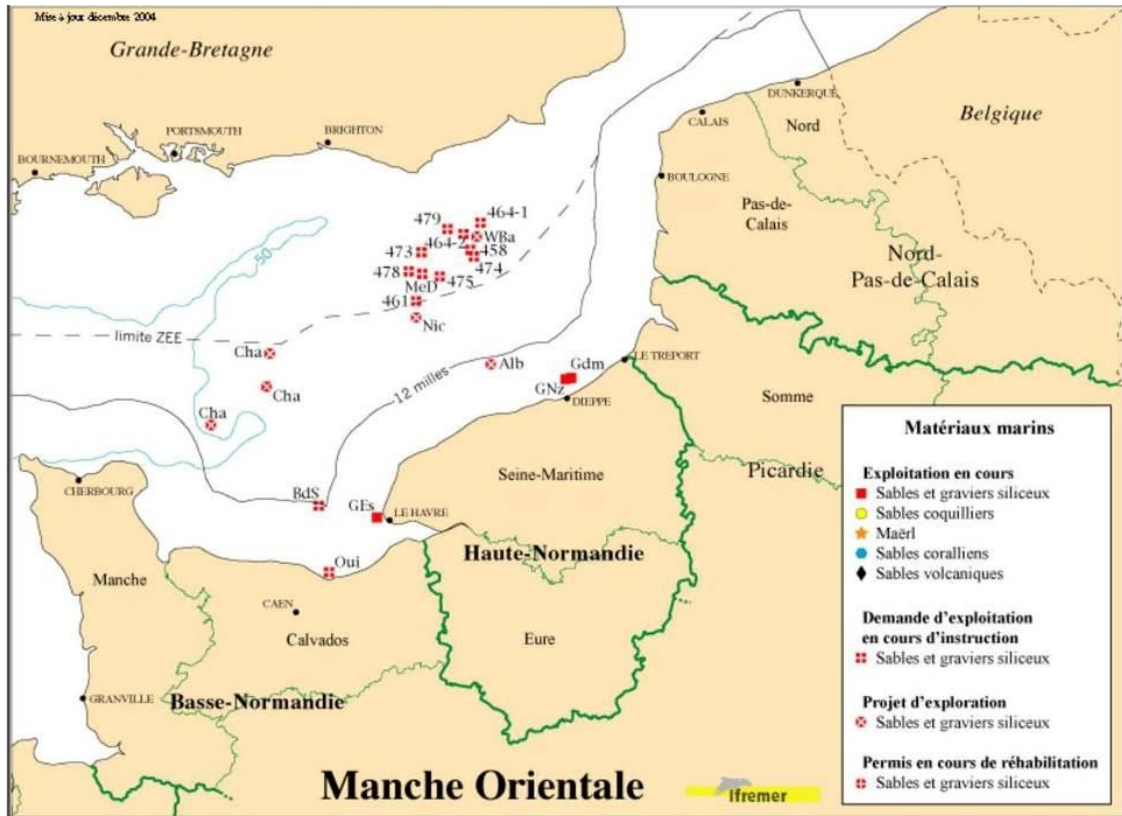 Mise à jour décembre 2004
Grande-Bretagne
PORTSMOUTH
BRIGHTON
BOURNEMOUTH
DUNKERQUE
CALAIS
Nord
Belgique
BOULOGNE
Pas-de-
Calais
Nord-
Pas-de-Calais
50
479
464-1
464-2
WBa
473
458
474
478
MeD
475
461
Nic
limite ZEE
Cha
Cha
Cha
12 milles
Alb
Gdm
GNz
LE TREPORT
DIEPPE
Somme
Picardie
CHERBOURG
BdS
GEs
LE HAVRE
Seine-Maritime
Haute-Normandie
Manche
Oui
CAEN
Calvados
Eure
GRANVILLE
Basse-Normandie
Manche Orientale
Ifremer
Matériaux marins
Exploitation en cours
Sables et graviers siliceux
Sables coquilliers
Maërl
Sables coralliens
Sables volcaniques
Demande d'exploitation
en cours d'instruction
Sables et graviers siliceux
Projet d'exploration
Sables et graviers siliceux
Permis en cours de réhabilitation
Sables et graviers siliceux